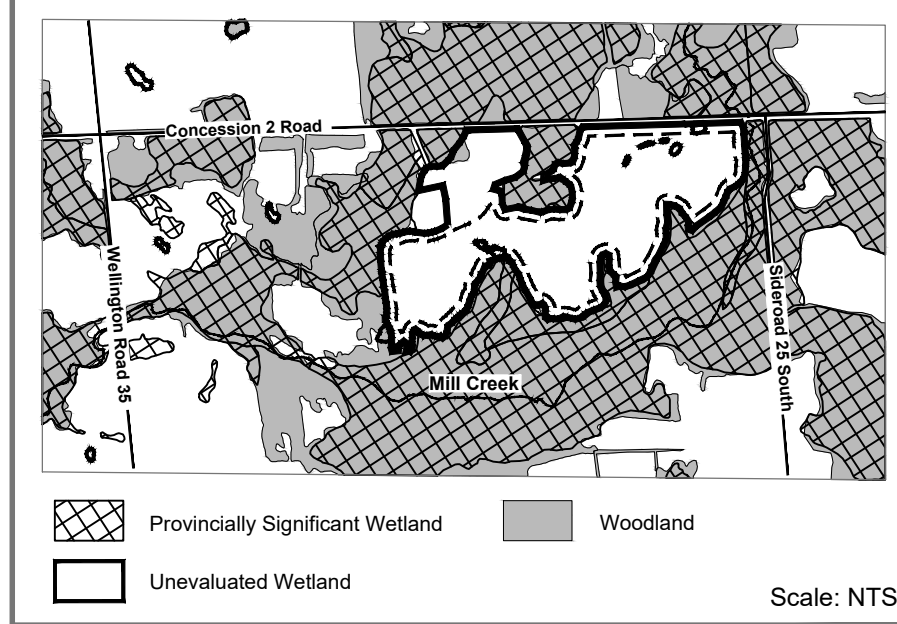 Concession 2 Road
Wellington Road 35
Sideroad 25 South
Mill Creek
Provincially Significant Wetland
Woodland
Unevaluated Wetland
Scale: NTS